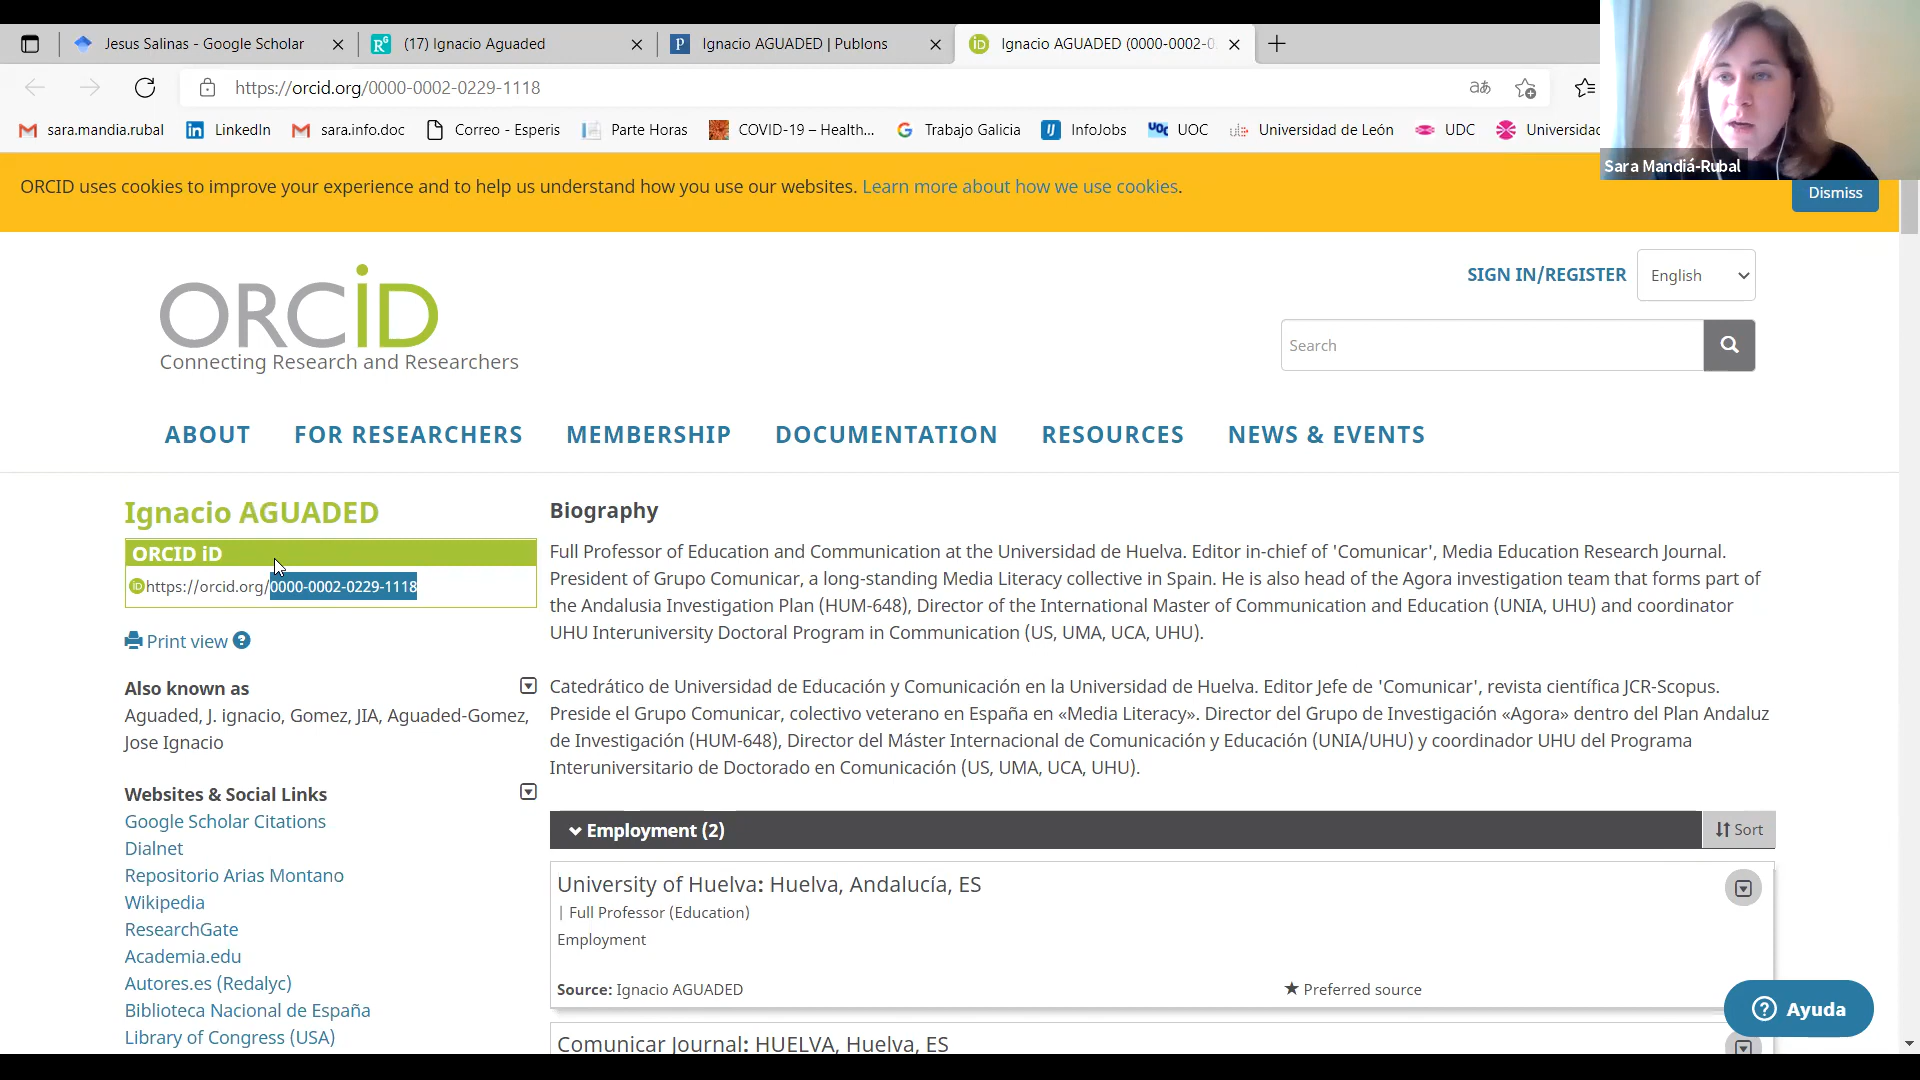 Jesus Salinas - Google Scholar
(17) Ignacio Aguaded
Ignacio AGUADED | Publons
Ignacio AGUADED (0000-0002-0
https://orcid.org/0000-0002-0229-1118
sara.mandia.rubal
LinkedIn
sara.info.doc
Correo - Esperis
Parte Horas
COVID-19 – Health...
Trabajo Galicia
InfoJobs
UOC
Universidad de León
UDC
Universidad
Sara Mandiá-Rubal
ORCID uses cookies to improve your experience and to help us understand how you use our websites. Learn more about how we use cookies.
Dismiss
ORCiD
Connecting Research and Researchers
SIGN IN/REGISTER
English
Search
ABOUT
FOR RESEARCHERS
MEMBERSHIP
DOCUMENTATION
RESOURCES
NEWS & EVENTS
Ignacio AGUADED
ORCID iD
https://orcid.org/0000-0002-0229-1118
Print view
Also known as
Aguaded, J. ignacio, Gomez, JIA, Aguaded-Gomez,
Jose Ignacio
Websites & Social Links
Google Scholar Citations
Dialnet
Repositorio Arias Montano
Wikipedia
ResearchGate
Academia.edu
Autores.es (Redalyc)
Biblioteca Nacional de España
Library of Congress (USA)
Biography
Full Professor of Education and Communication at the Universidad de Huelva. Editor in-chief of 'Comunicar', Media Education Research Journal.
President of Grupo Comunicar, a long-standing Media Literacy collective in Spain. He is also head of the Agora investigation team that forms part of
the Andalusia Investigation Plan (HUM-648), Director of the International Master of Communication and Education (UNIA, UHU) and coordinator
UHU Interuniversity Doctoral Program in Communication (US, UMA, UCA, UHU).
Catedrático de Universidad de Educación y Comunicación en la Universidad de Huelva. Editor Jefe de 'Comunicar', revista científica JCR-Scopus.
Preside el Grupo Comunicar, colectivo veterano en España en «Media Literacy». Director del Grupo de Investigación «Agora» dentro del Plan Andaluz
de Investigación (HUM-648), Director del Máster Internacional de Comunicación y Educación (UNIA/UHU) y coordinador UHU del Programa
Interuniversitario de Doctorado en Comunicación (US, UMA, UCA, UHU).
Employment (2)
Sort
University of Huelva: Huelva, Andalucía, ES
| Full Professor (Education)
Employment
Source: Ignacio AGUADED
Preferred source
Comunicar Journal: HUELVA, Huelva, ES
Ayuda